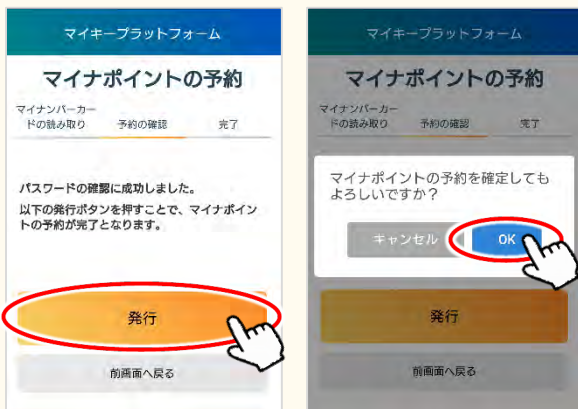 マイキープラットフォーム
マイナポイントの予約
マイナンバーカー
ドの読み取り
予約の確認
完了
パスワードの確認に成功しました。
以下の発行ボタンを押すことで、マイナポイン
トの予約が完了となります。
発行
前画面へ戻る
マイキープラットフォーム
マイナポイントの予約
マイナンバーカー
ドの読み取り
予約の確認
完了
マイナポイントの予約を確定しても
よろしいですか？
キャンセル
OK
発行
前画面へ戻る